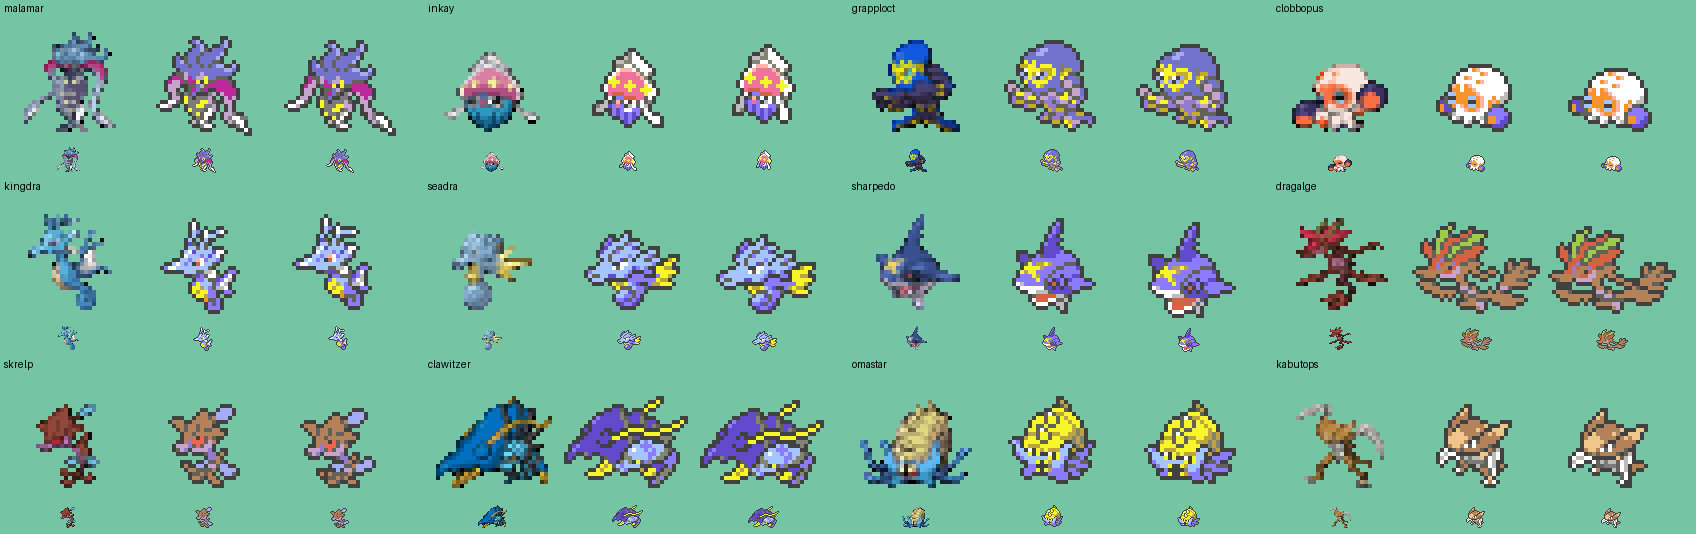 malamar
inkay
grapploct
clobbopus
kingdra
seadra
sharpedo
dragalge
skrelp
clawitzer
omastar
kabutops